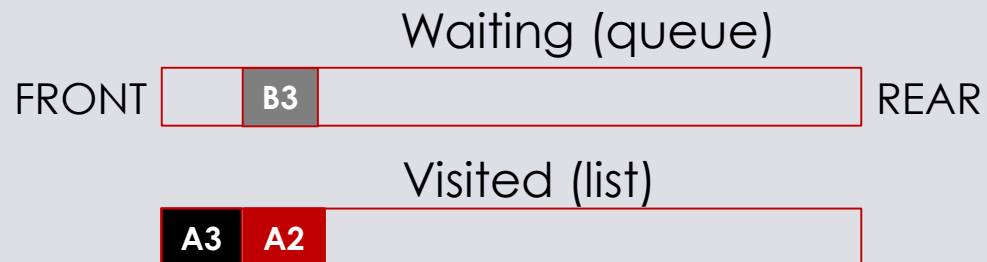 Waiting (queue)
FRONT B3 REAR
Visited (list)
A3 A2